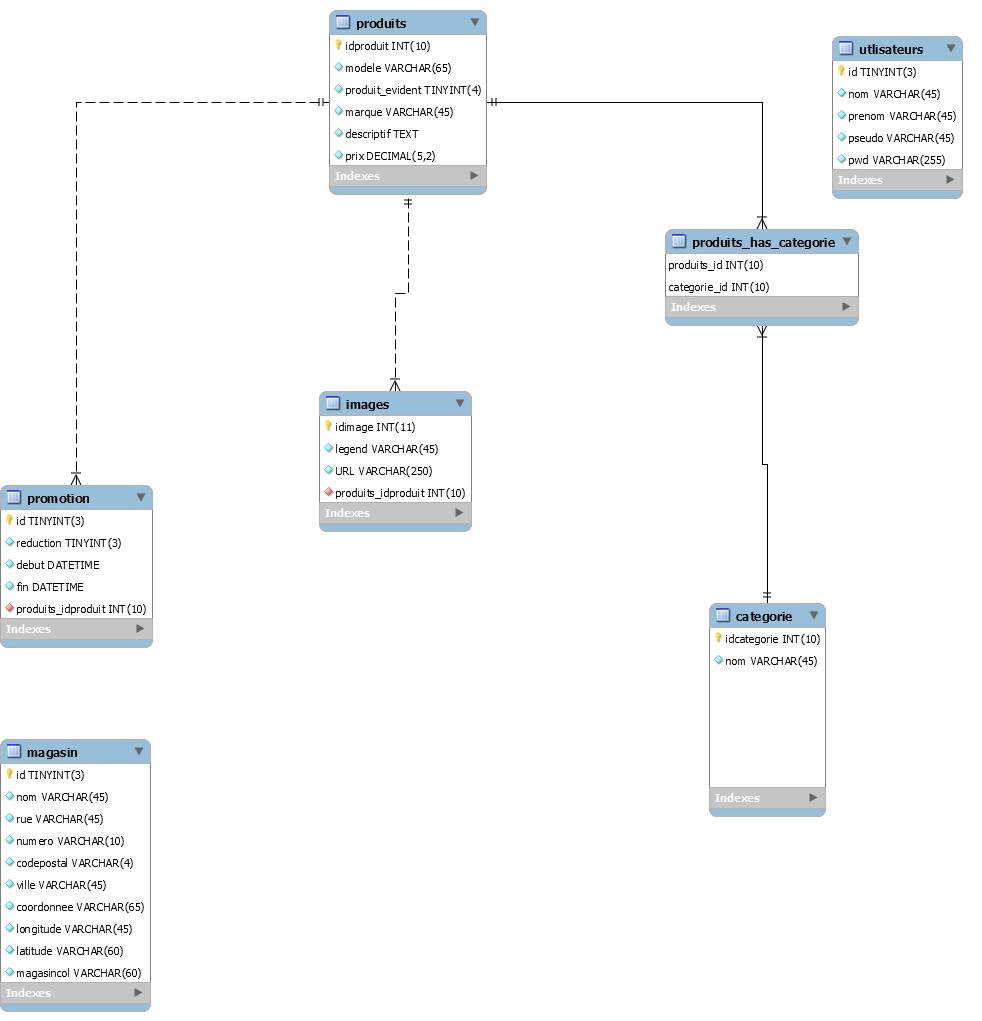 produits
idproduit INT(10)
modele VARCHAR(65)
produit_evident TINYINT(4)
marque VARCHAR(45)
descriptif TEXT
prix DECIMAL(5,2)
Indexes
utlisateurs
id TINYINT(3)
nom VARCHAR(45)
prenom VARCHAR(45)
pseudo VARCHAR(45)
pwd VARCHAR(255)
Indexes
produits_has_categorie
produits_id INT(10)
categorie_id INT(10)
Indexes
images
idimage INT(11)
legend VARCHAR(45)
URL VARCHAR(250)
produits_idproduit INT(10)
Indexes
promotion
id TINYINT(3)
reduction TINYINT(3)
debut DATETIME
fin DATETIME
produits_idproduit INT(10)
Indexes
categorie
idcategorie INT(10)
nom VARCHAR(45)
Indexes
magasin
id TINYINT(3)
nom VARCHAR(45)
rue VARCHAR(45)
numero VARCHAR(10)
codepostal VARCHAR(4)
ville VARCHAR(45)
coordonnee VARCHAR(65)
longitude VARCHAR(45)
latitude VARCHAR(60)
magasincol VARCHAR(60)
Indexes